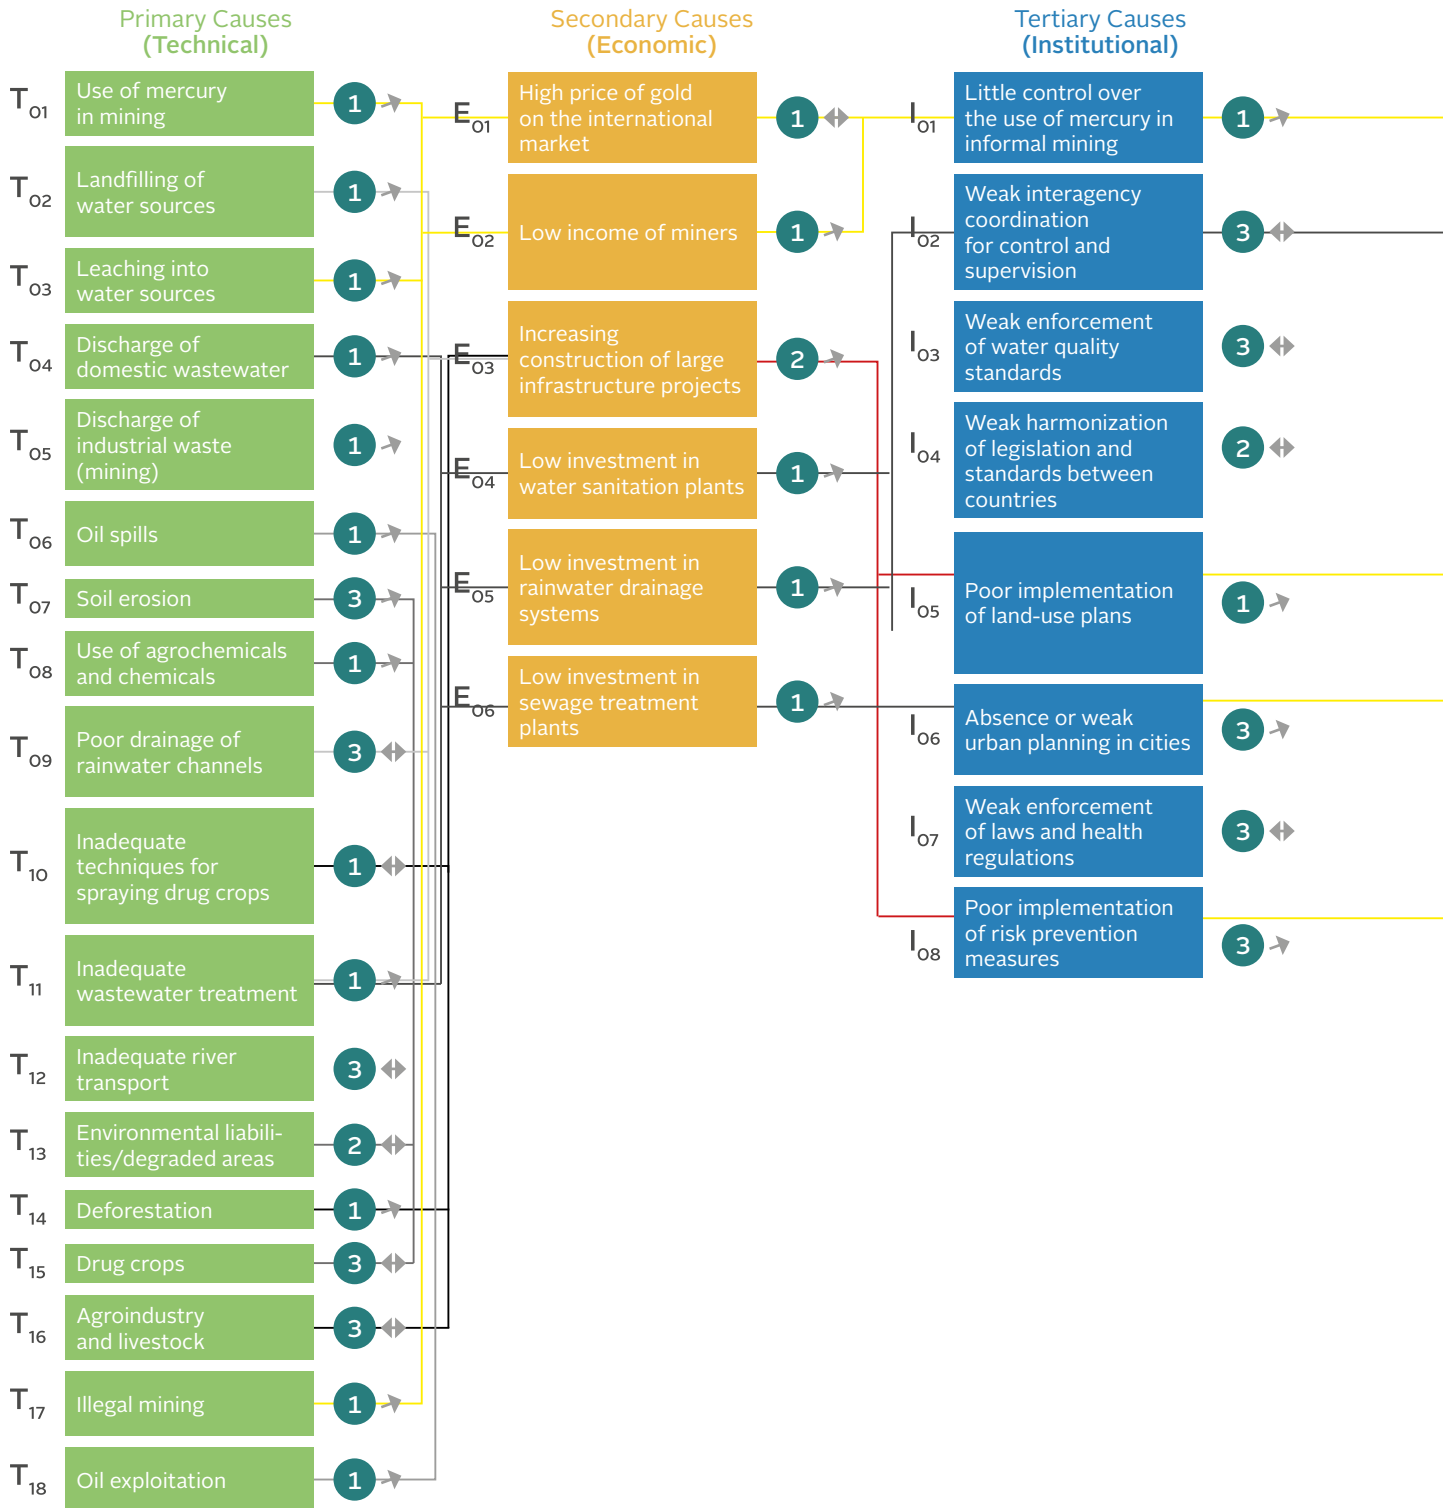 Primary Causes
(Technical)
T01
Use of mercury
in mining
1
T02
Landfilling of
water sources
1
T03
Leaching into
water sources
1
T04
Discharge of
domestic wastewater
1
T05
Discharge of
industrial waste
(mining)
1
T06
Oil spills
1
T07
Soil erosion
3
T08
Use of agrochemicals
and chemicals
1
T09
Poor drainage of
rainwater channels
3
T10
Inadequate
techniques for
spraying drug crops
1
T11
Inadequate
wastewater treatment
1
T12
Inadequate river
transport
3
T13
Environmental liabili-
ties/degraded areas
2
T14
Deforestation
1
T15
Drug crops
3
T16
Agroindustry
and livestock
3
T17
Illegal mining
1
T18
Oil exploitation
1
Secondary Causes
(Economic)
E01
High price of gold
on the international
market
1
E02
Low income of miners
1
E03
Increasing
construction of large
infrastructure projects
2
E04
Low investment in
water sanitation plants
1
E05
Low investment in
rainwater drainage
systems
1
E06
Low investment in
sewage treatment
plants
1
Tertiary Causes
(Institutional)
I01
Little control over
the use of mercury in
informal mining
1
I02
Weak interagency
coordination
for control and
supervision
3
I03
Weak enforcement
of water quality
standards
3
I04
Weak harmonization
of legislation and
standards between
countries
2
I05
Poor implementation
of land-use plans
1
I06
Absence or weak
urban planning in cities
3
I07
Weak enforcement
of laws and health
regulations
3
I08
Poor implementation
of risk prevention
measures
3